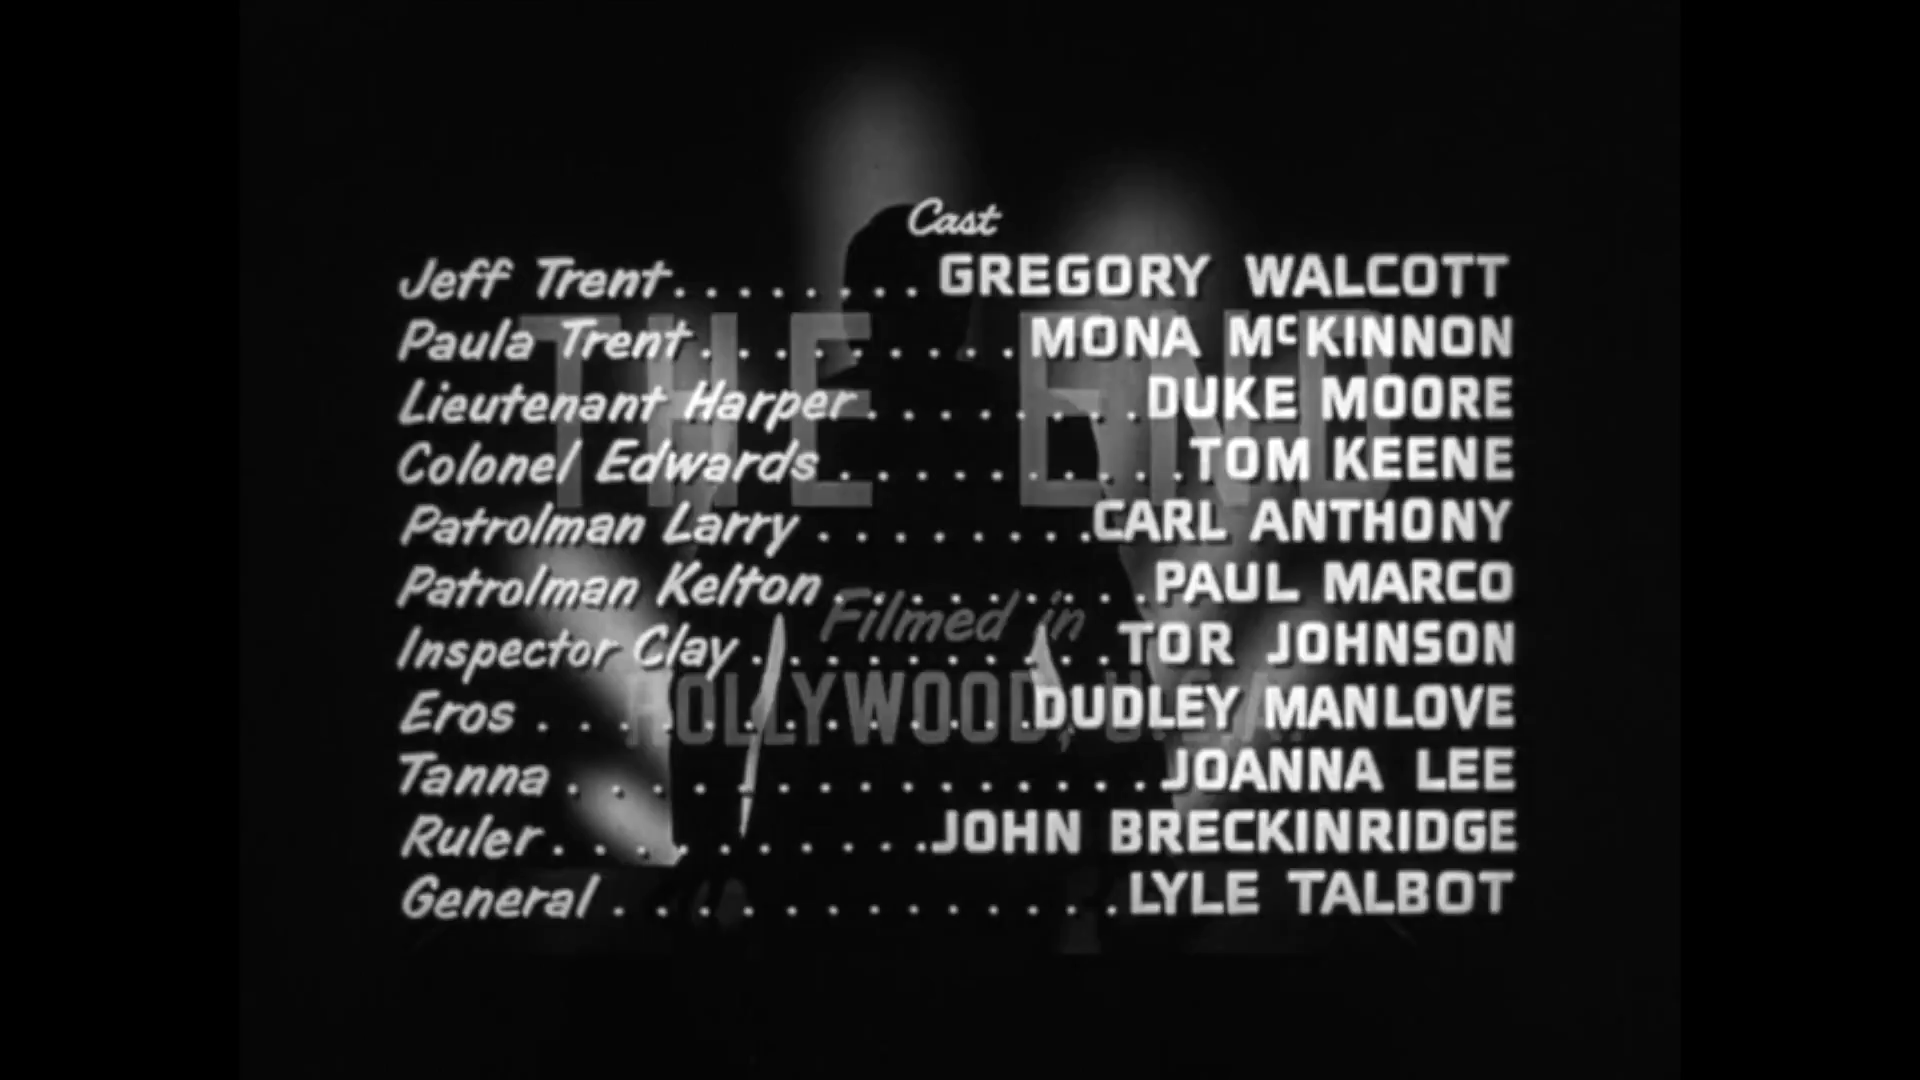 Cast
Jeff Trent........GREGORY WALCOTT
Paula Trent.........MONA McKINNON
Lieutenant Harper.......DUKE MOORE
Colonel Edwards.........TOM KEENE
Patrolman Larry.......CARL ANTHONY
Patrolman Kelton........PAUL MARCO
Inspector Clay.........TOR JOHNSON
Eros............DUDLEY MANLOVE
Tanna..............JOANNA LEE
Ruler.........JOHN BRECKINRIDGE
General............LYLE TALBOT
THE END
Filmed in
HOLLYWOOD, U.S.A.